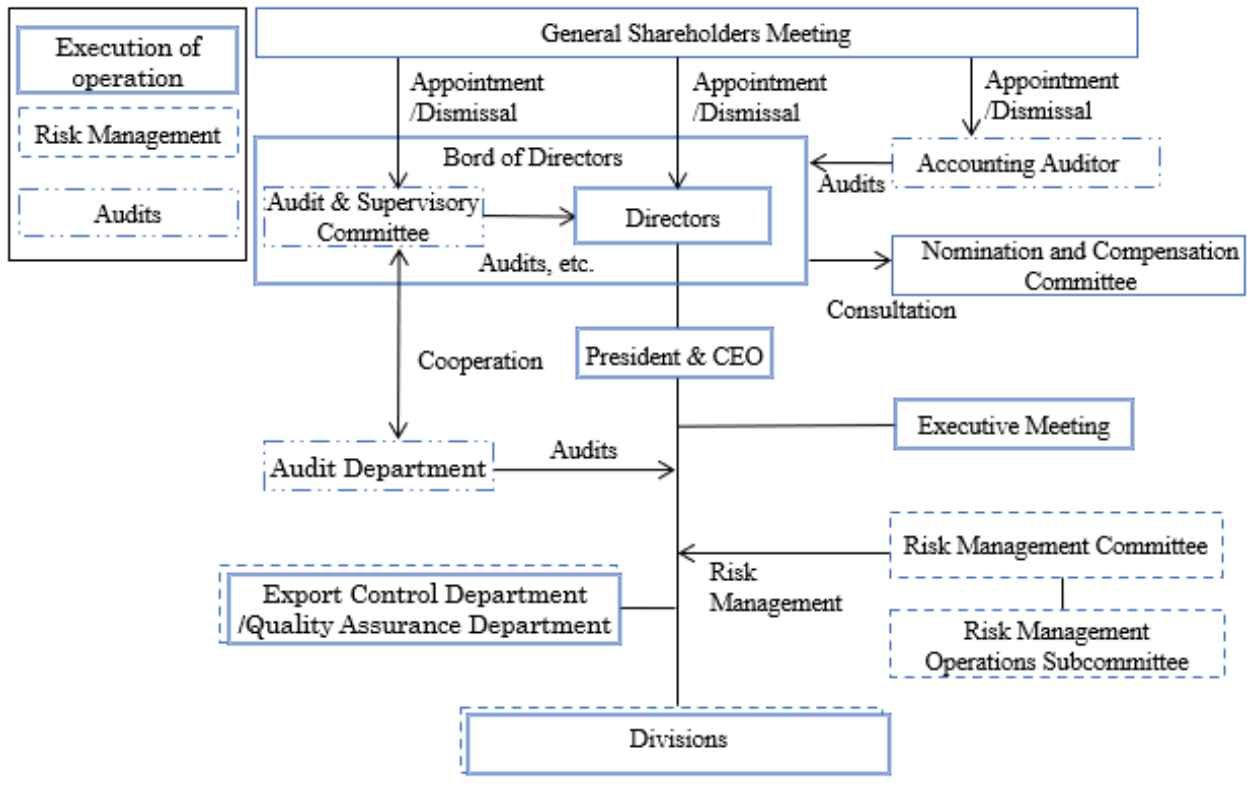 Execution of
operation
Risk Management
Audits
General Shareholders Meeting
Appointment
/Dismissal
Appointment
/Dismissal
Appointment
/Dismissal
Bord of Directors
Accounting Auditor
Audits
Audit & Supervisory
Committee
Directors
Audits, etc.
Nomination and Compensation
Committee
Consultation
President & CEO
Cooperation
Executive Meeting
Audits
Audit Department
Risk Management Committee
Risk
Management
Export Control Department
/Quality Assurance Department
Risk Management
Operations Subcommittee
Divisions